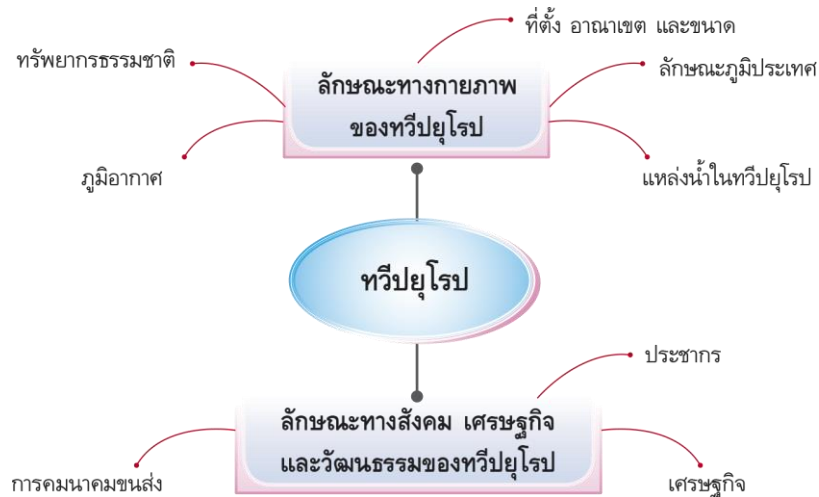 ที่ตั้ง อาณาเขต และขนาด
ทรัพยากรธรรมชาติ
ลักษณะภูมิประเทศ
ลักษณะทางกายภาพ
ของทวีปยุโรป
ภูมิอากาศ
แหล่งน้ำในทวีปยุโรป
ทวีปยุโรป
ประชากร
ลักษณะทางสังคม เศรษฐกิจ
และวัฒนธรรมของทวีปยุโรป
การคมนาคมขนส่ง
เศรษฐกิจ